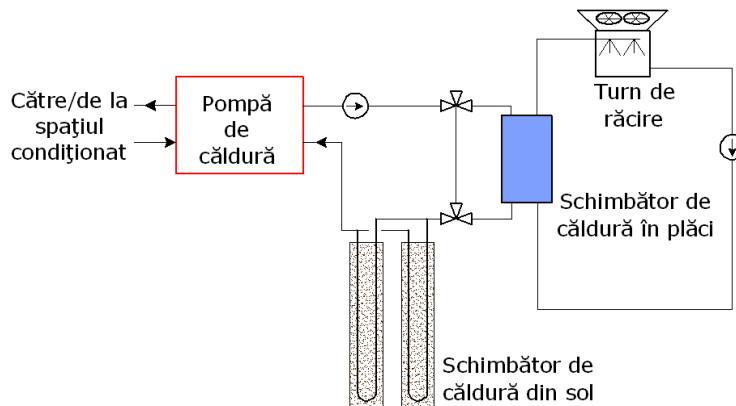 Către/de la
spaţiul
condiţionat
Pompă
de
căldură
Turn de
răcire
Schimbător de
căldură în plăci
Schimbător de
căldură din sol